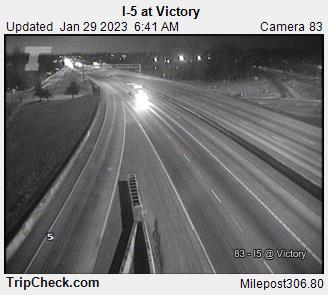 I-5 at Victory
Updated Jan 29 2023 6:41 AM Camera 83
T
S
83 - I5 @ Victory
TripCheck.com Milepost306.80